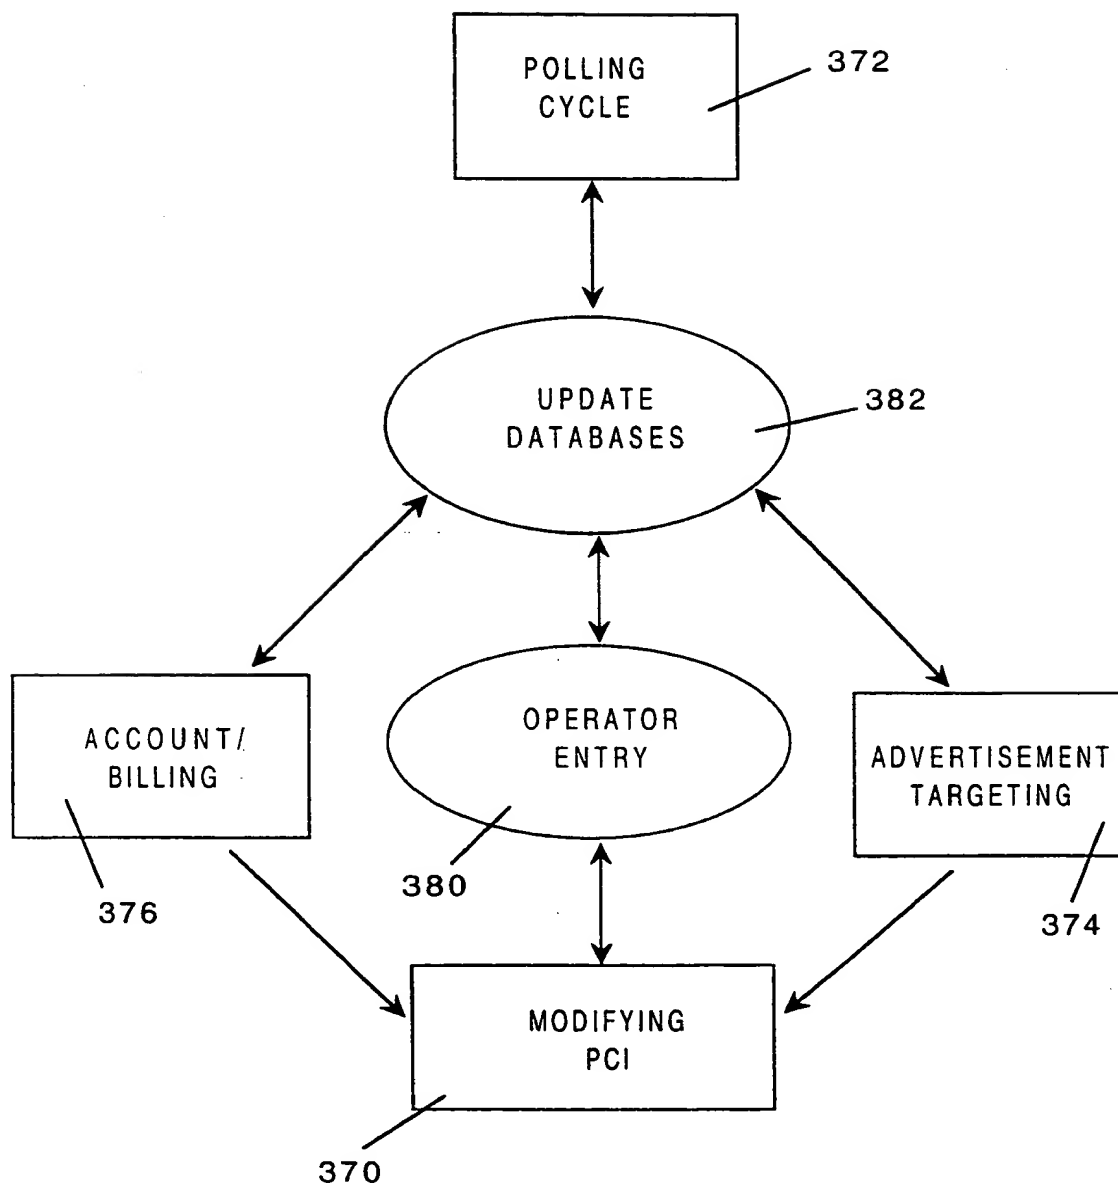 POLLING
CYCLE
372
UPDATE
DATABASES
382
ACCOUNT/
BILLING
376
OPERATOR
ENTRY
380
ADVERTISEMENT
TARGETING
374
MODIFYING
PCI
370